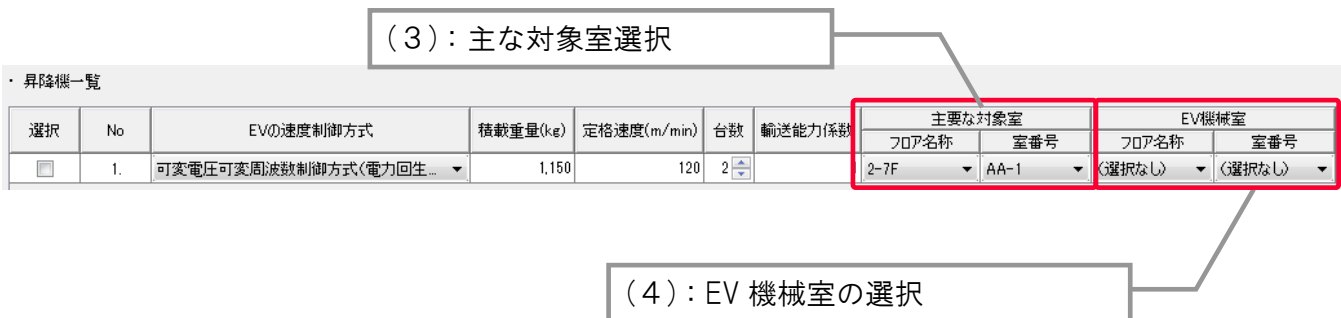 (3)：主な対象室選択
・ 昇降機一覧
選択 No EVの速度制御方式 積載重量(kg) 定格速度(m/min) 台数 輸送能力係数 主要な対象室 EV機械室
フロア名称 室番号 フロア名称 室番号
1. 可変電圧可変周波数制御方式(電力回生... 1,150 120 2 2-7F AA-1 (選択なし) (選択なし)
(4)：EV 機械室の選択